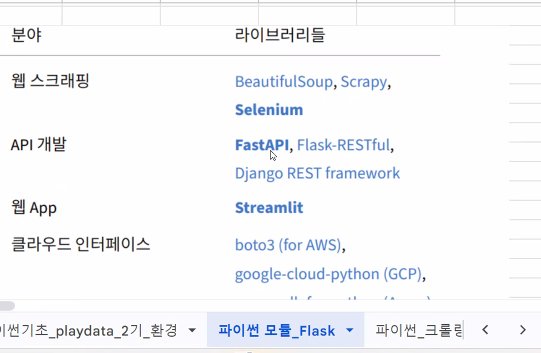 분야 라이브러리들
웹 스크래핑 BeautifulSoup, Scrapy,
Selenium
API 개발 FastAPI, Flask-RESTful,
Django REST framework
웹 App Streamlit
클라우드 인터페이스 boto3 (for AWS),
google-cloud-python (GCP),
이썬기초_playdata_2기_환경 파이썬 모듈_Flask 파이썬_크롤링